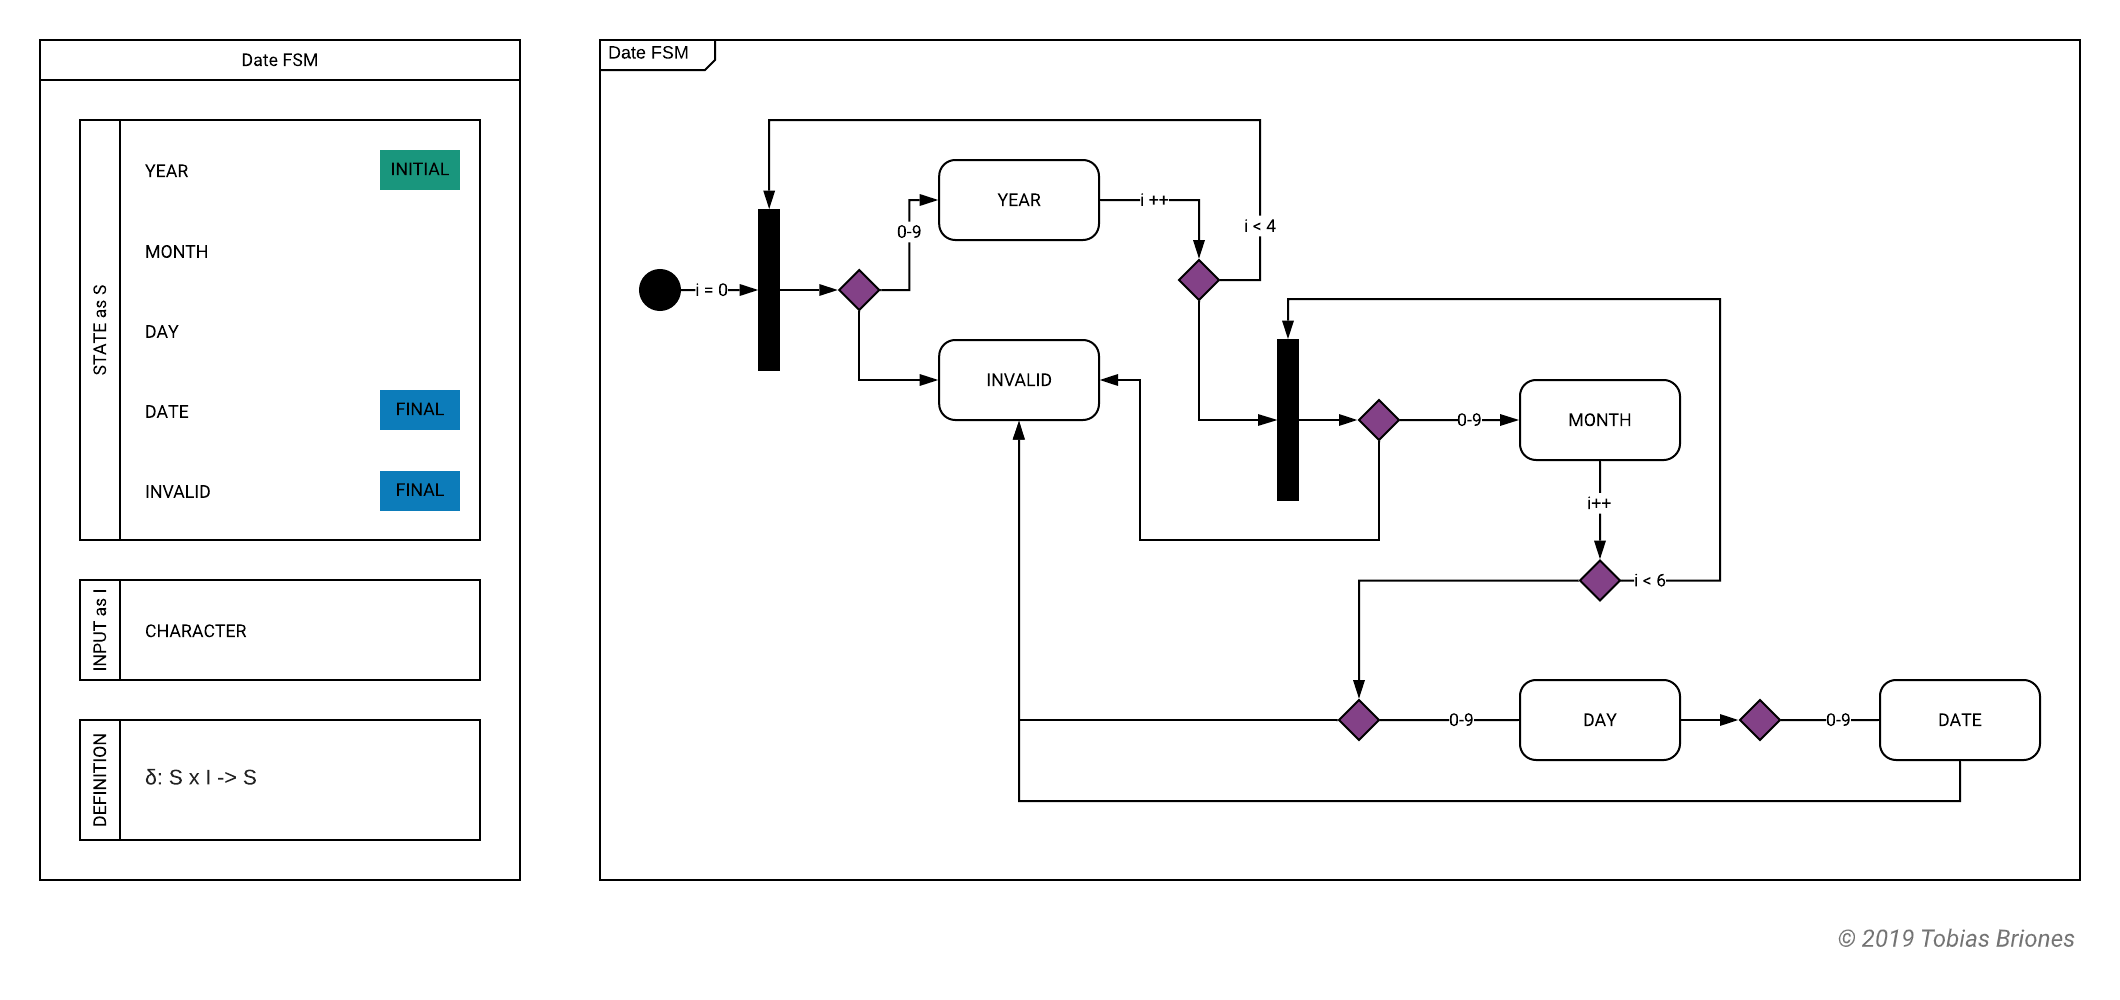 Date FSM
STATE as S
YEAR
INITIAL
MONTH
DAY
DATE
FINAL
INVALID
FINAL
INPUT as I
CHARACTER
DEFINITION
δ: S x I -> S
Date FSM
i = 0
0-9
YEAR
i ++
i < 4
INVALID
0-9
MONTH
i++
i < 6
0-9
DAY
0-9
DATE
© 2019 Tobias Briones